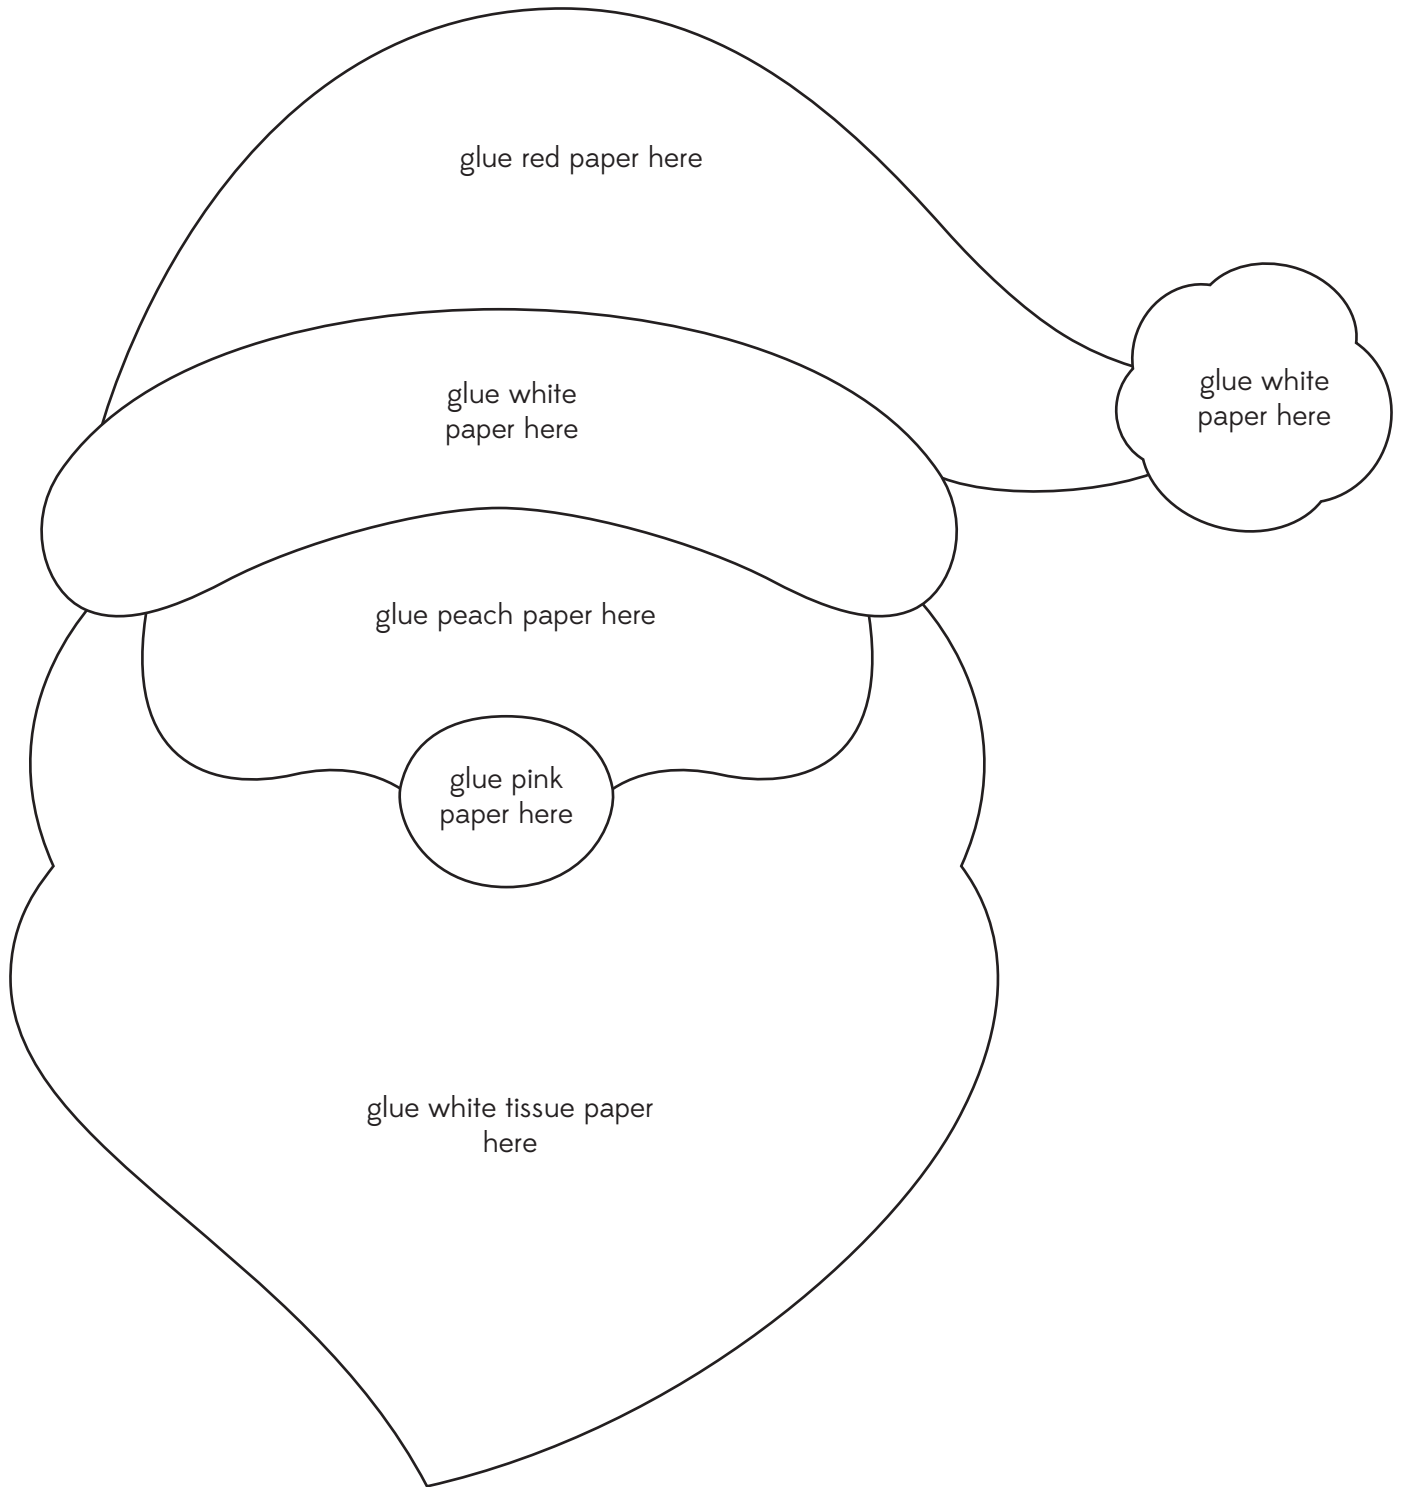 glue red paper here
glue white
paper here
glue white
paper here
glue peach paper here
glue pink
paper here
glue white tissue paper
here